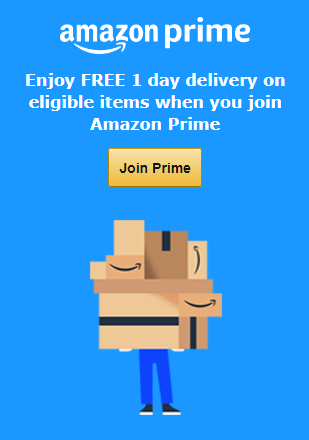 amazon prime
Enjoy FREE 1 day delivery on
eligible items when you join
Amazon Prime
Join Prime